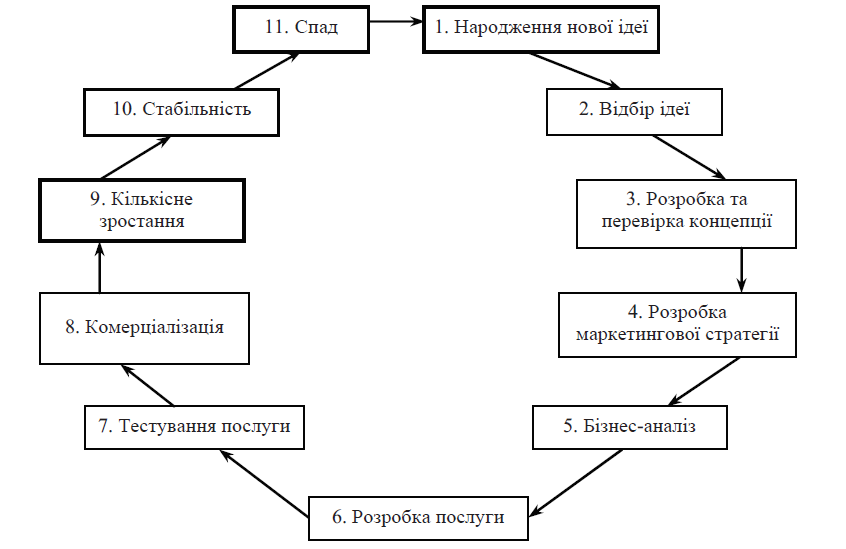 11. Спад
1. Народження нової ідеї
10. Стабільність
2. Відбір ідеї
9. Кількісне
зростання
3. Розробка та
перевірка концепції
8. Комерціалізація
4. Розробка
маркетингової стратегії
7. Тестування послуги
5. Бізнес-аналіз
6. Розробка послуги